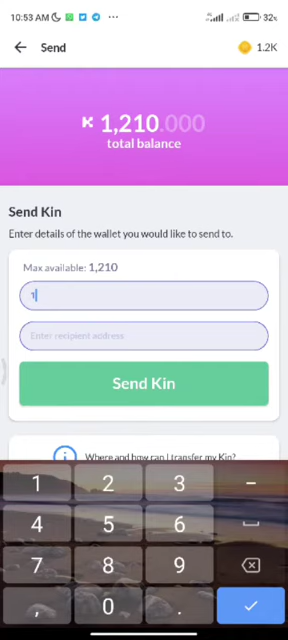 10:53 AM
32%
Send
1.2K
1,210.000
total balance
Send Kin
Enter details of the wallet you would like to send to.
Max available: 1,210
1
Enter recipient address
Send Kin
Where and how can I transfer my Kin?
1 2 3 –
4 5 6
7 8 9
, 0 .